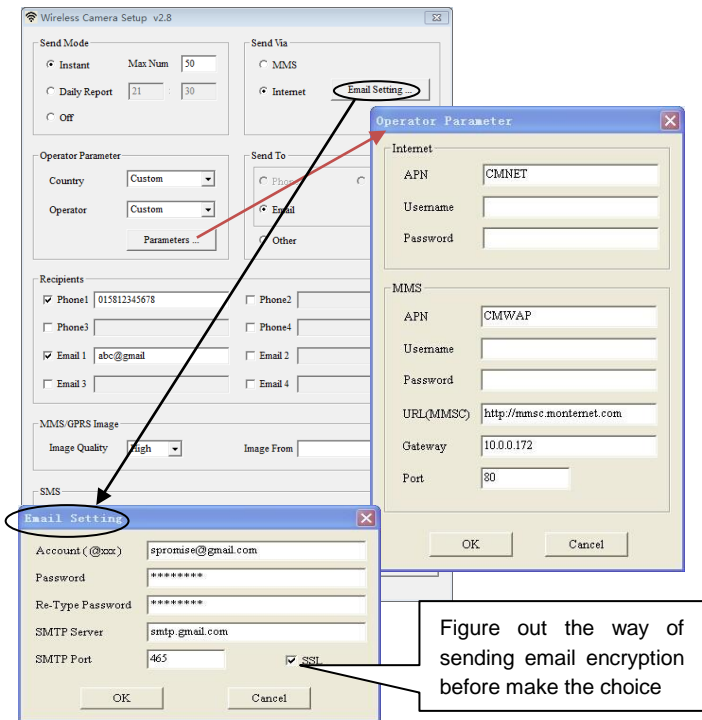 Wireless Camera Setup v2.8
Send Mode
Instant Max Num 50
Daily Report 21 : 30
Off
Send Via
MMS
Internet Email Setting ...
Operator Parameter
Country Custom
Operator Custom
Parameters ...
Send To
Phone
Email
Other
Recipients
Phone1 015812345678 Phone2
Phone3 Phone4
Email 1 abc@gmail Email 2
Email 3 Email 4
MMS/GPRS Image
Image Quality High Image From
SMS
Operator Parameter
Internet
APN CMNET
Username
Password
MMS
APN CMWAP
Username
Password
URL(MMSC) http://mmsc.monternet.com
Gateway 10.0.0.172
Port 80
OK Cancel
Email Setting
Account (@xxx) spromise@gmail.com
Password ********
Re-Type Password ********
SMTP Server smtp.gmail.com
SMTP Port 465 SSL
OK Cancel
Figure out the way of
sending email encryption
before make the choice